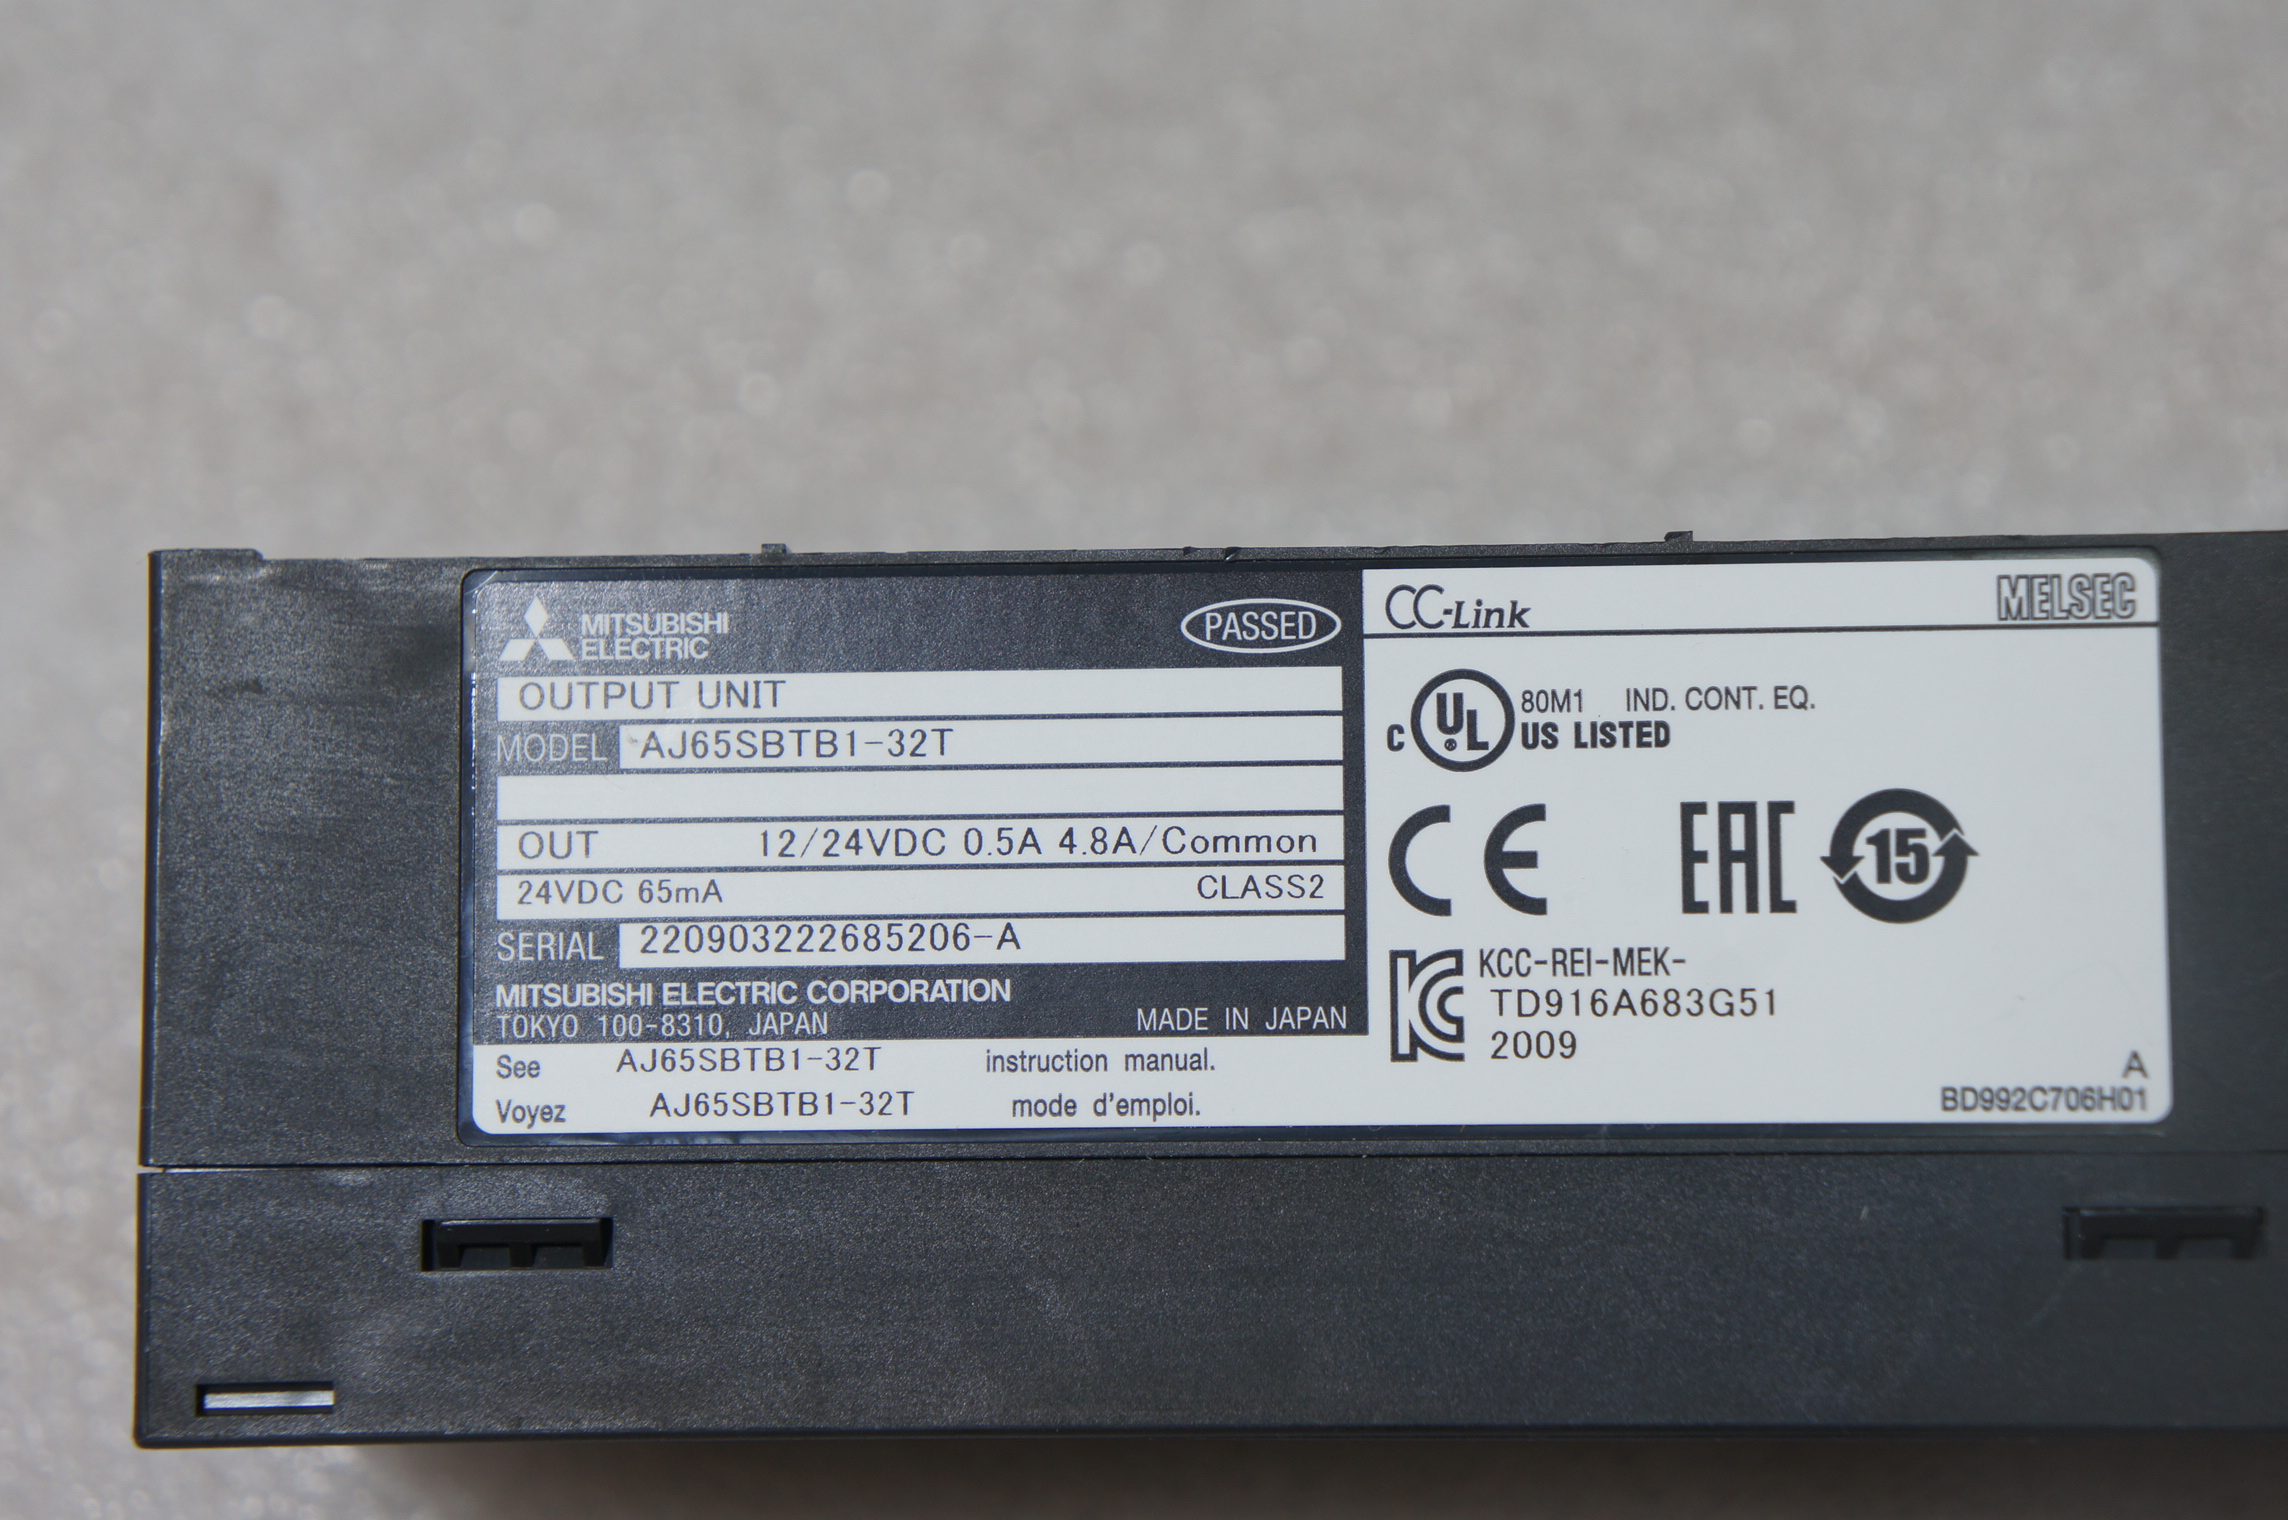 MITSUBISHI
ELECTRIC
PASSED
OUTPUT UNIT
MODEL AJ65SBTB1-32T
OUT 12/24VDC 0.5A 4.8A/Common
24VDC 65mA CLASS2
SERIAL 220903222685206-A
MITSUBISHI ELECTRIC CORPORATION
TOKYO 100-8310, JAPAN MADE IN JAPAN
See AJ65SBTB1-32T instruction manual.
Voyez AJ65SBTB1-32T mode d'emploi.
CC-Link MELSEC
C UL ® 80M1 IND. CONT. EQ.
US LISTED
CE EAC 15
KC KCC-REI-MEK-
TD916A683G51
2009
A
BD992C706H01